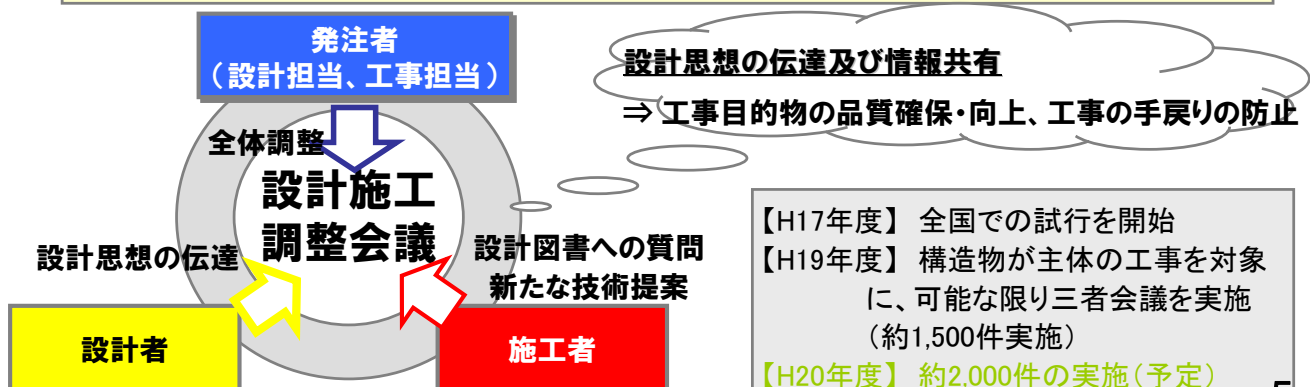 発注者
（設計担当、工事担当）
設計思想の伝達及び情報共有
⇒ 工事目的物の品質確保・向上、工事の手戻りの防止
全体調整
設計施工
調整会議
設計思想の伝達
設計図書への質問
新たな技術提案
設計者
施工者
【H17年度】 全国での試行を開始
【H19年度】 構造物が主体の工事を対象
に、可能な限り三者会議を実施
（約1,500件実施）
【H20年度】 約2,000件の実施（予定）